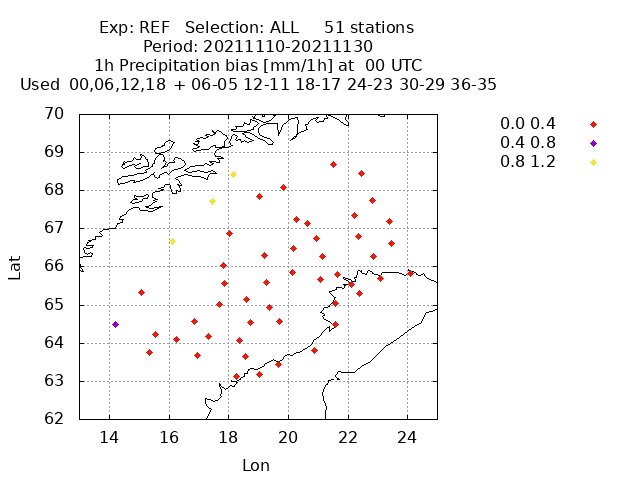 Exp: REF   Selection: ALL     51 stations
Period: 20211110-20211130
1h Precipitation bias [mm/1h] at  00 UTC
Used  00,06,12,18  + 06-05 12-11 18-17 24-23 30-29 36-35
0.0 0.4
0.4 0.8
0.8 1.2
70
69
68
67
66
65
64
63
62
Lat
14 16 18 20 22 24
Lon